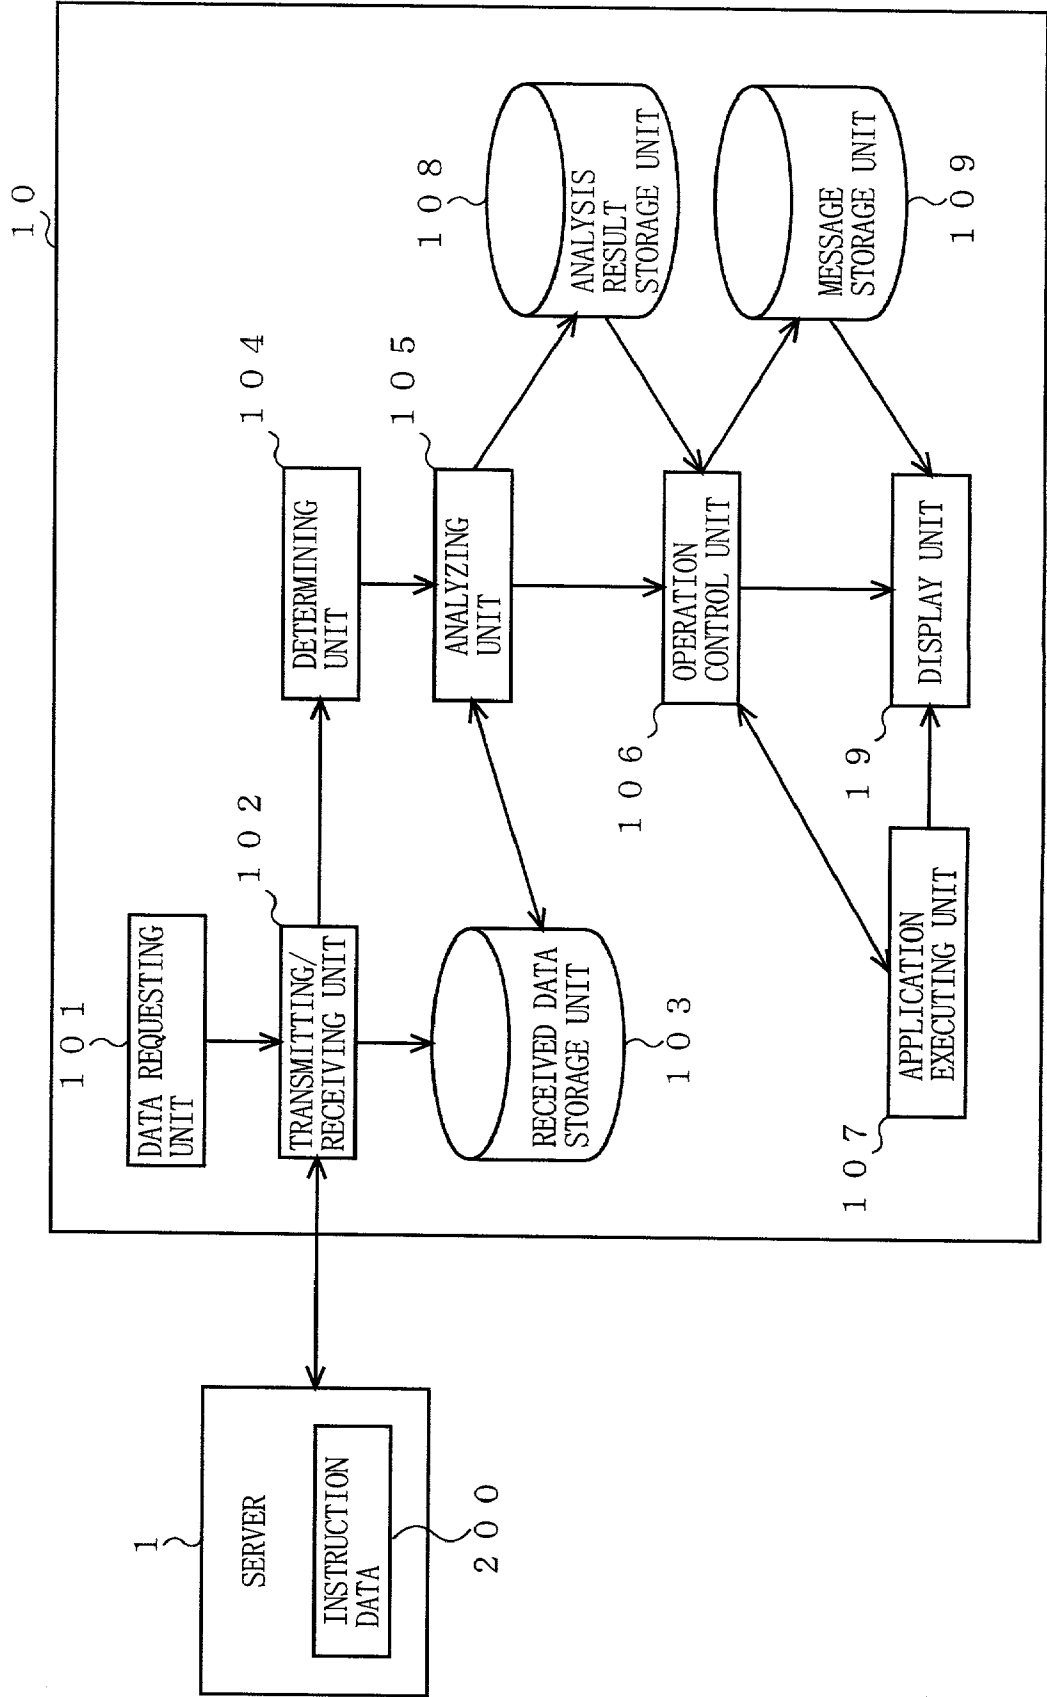 10
1
SERVER
INSTRUCTION
DATA
200
101
DATA REQUESTING
UNIT
102
TRANSMITTING/
RECEIVING UNIT
RECEIVED DATA
STORAGE UNIT
103
104
DETERMINING
UNIT
105
ANALYZING
UNIT
106
OPERATION
CONTROL UNIT
107
APPLICATION
EXECUTING UNIT
19
DISPLAY UNIT
108
ANALYSIS
RESULT
STORAGE UNIT
MESSAGE
STORAGE UNIT
109